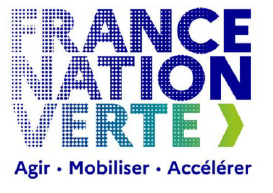 FRANCE
NATION
VERTE
Agir · Mobiliser · Accélérer